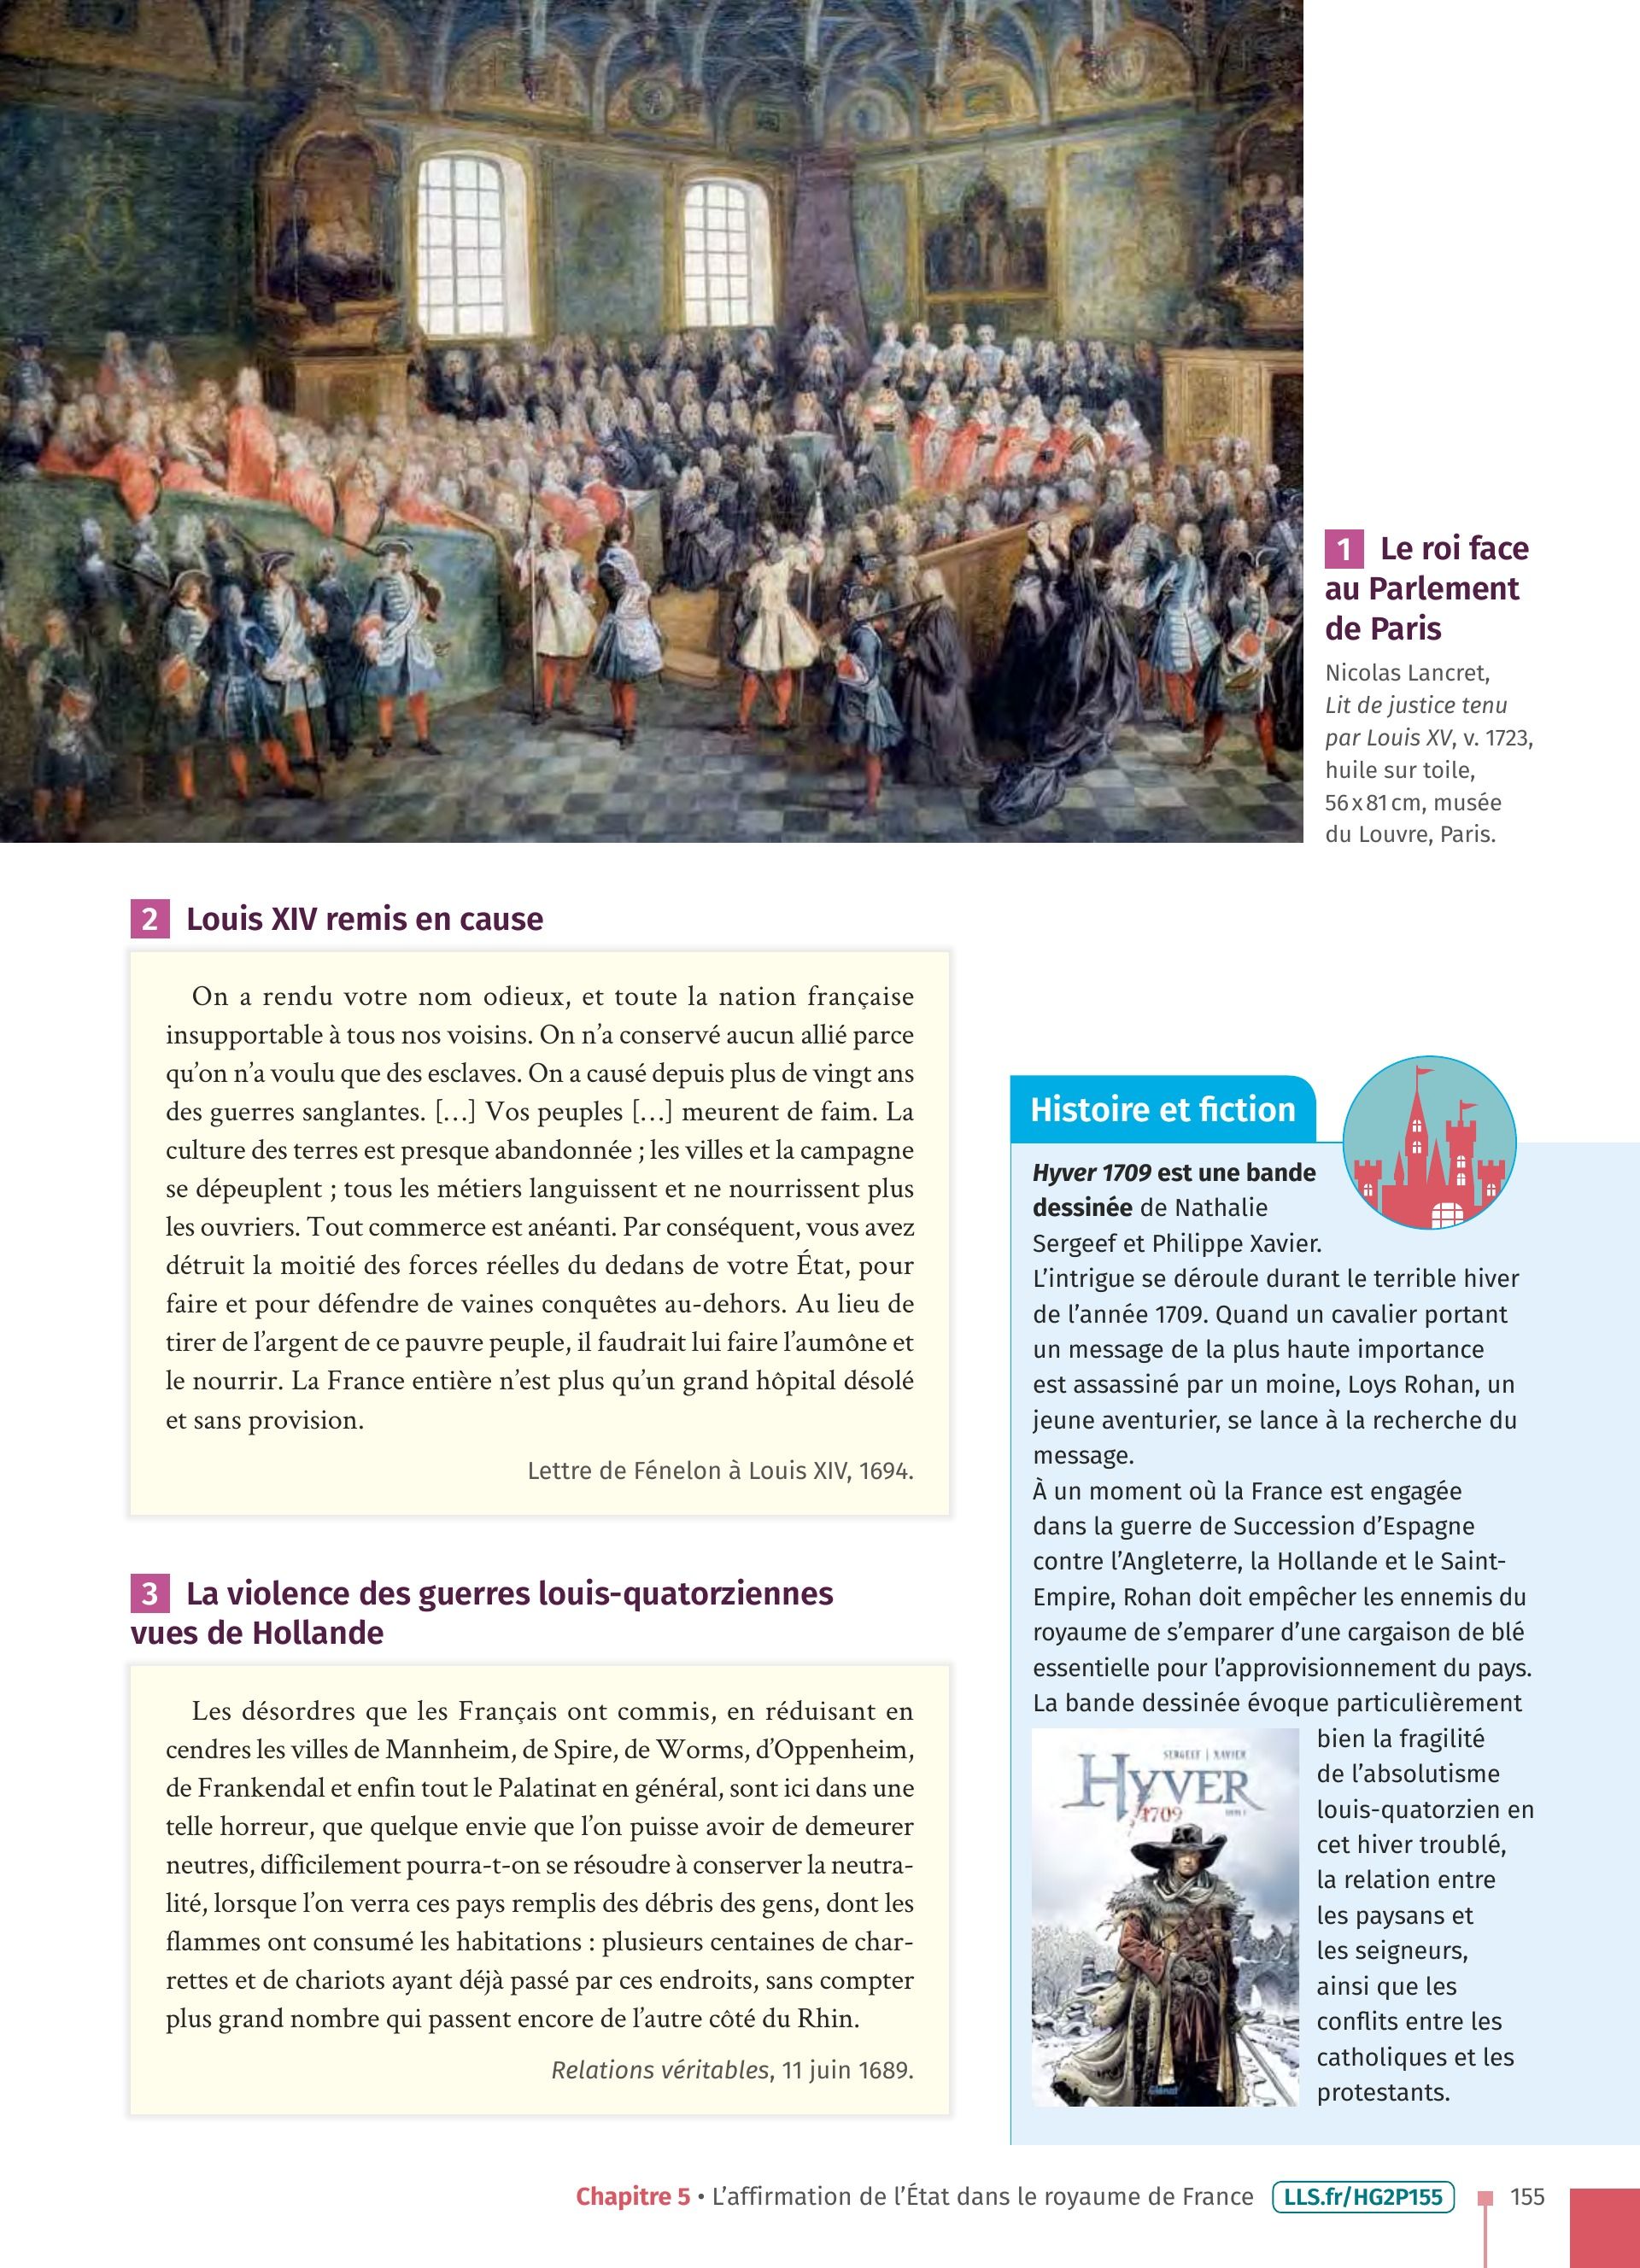 1 Le roi face
au Parlement
de Paris
Nicolas Lancret,
Lit de justice tenu
par Louis XV, v. 1723,
huile sur toile,
56 x 81 cm, musée
du Louvre, Paris.
2 Louis XIV remis en cause
On a rendu votre nom odieux, et toute la nation française
insupportable à tous nos voisins. On n’a conservé aucun allié parce
qu’on n’a voulu que des esclaves. On a causé depuis plus de vingt ans
des guerres sanglantes. […] Vos peuples […] meurent de faim. La
culture des terres est presque abandonnée ; les villes et la campagne
se dépeuplent ; tous les métiers languissent et ne nourrissent plus
les ouvriers. Tout commerce est anéanti. Par conséquent, vous avez
détruit la moitié des forces réelles du dedans de votre État, pour
faire et pour défendre de vaines conquêtes au-dehors. Au lieu de
tirer de l’argent de ce pauvre peuple, il faudrait lui faire l’aumône et
le nourrir. La France entière n’est plus qu’un grand hôpital désolé
et sans provision.
Lettre de Fénelon à Louis XIV, 1694.
3 La violence des guerres louis-quatorziennes
vues de Hollande
Les désordres que les Français ont commis, en réduisant en
cendres les villes de Mannheim, de Spire, de Worms, d’Oppenheim,
de Frankendal et enfin tout le Palatinat en général, sont ici dans une
telle horreur, que quelque envie que l’on puisse avoir de demeurer
neutres, difficilement pourra-t-on se résoudre à conserver la neutra-
lité, lorsque l’on verra ces pays remplis des débris des gens, dont les
flammes ont consumé les habitations : plusieurs centaines de char-
rettes et de chariots ayant déjà passé par ces endroits, sans compter
plus grand nombre qui passent encore de l’autre côté du Rhin.
Relations véritables, 11 juin 1689.
Histoire et fiction
Hyver 1709 est une bande
dessinée de Nathalie
Sergeef et Philippe Xavier.
L’intrigue se déroule durant le terrible hiver
de l’année 1709. Quand un cavalier portant
un message de la plus haute importance
est assassiné par un moine, Loys Rohan, un
jeune aventurier, se lance à la recherche du
message.
À un moment où la France est engagée
dans la guerre de Succession d’Espagne
contre l’Angleterre, la Hollande et le Saint-
Empire, Rohan doit empêcher les ennemis du
royaume de s’emparer d’une cargaison de blé
essentielle pour l’approvisionnement du pays.
La bande dessinée évoque particulièrement
bien la fragilité
de l’absolutisme
louis-quatorzien en
cet hiver troublé,
la relation entre
les paysans et
les seigneurs,
ainsi que les
conflits entre les
catholiques et les
protestants.
SERGEEF | XAVIER
HYVER
1709
Glénat
Chapitre 5 • L’affirmation de l’État dans le royaume de France LLS.fr/HG2P155 155